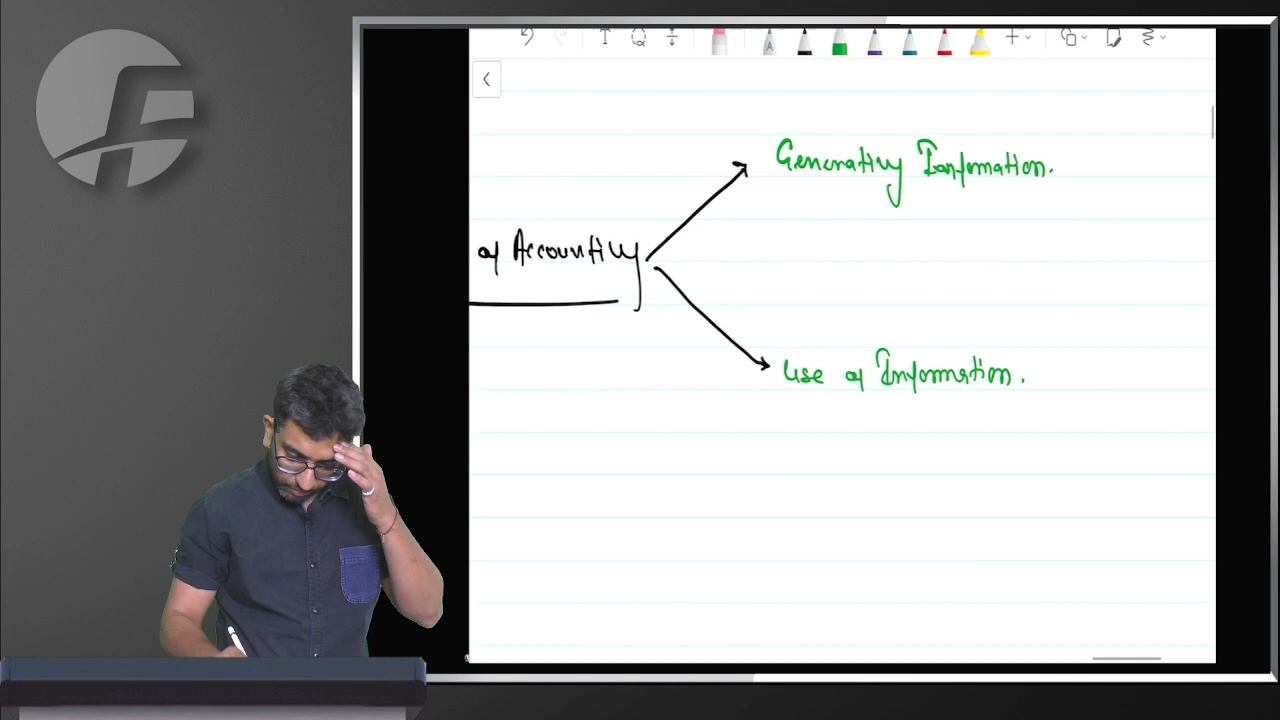 Generating Information.
of Accounting
Use of Information.